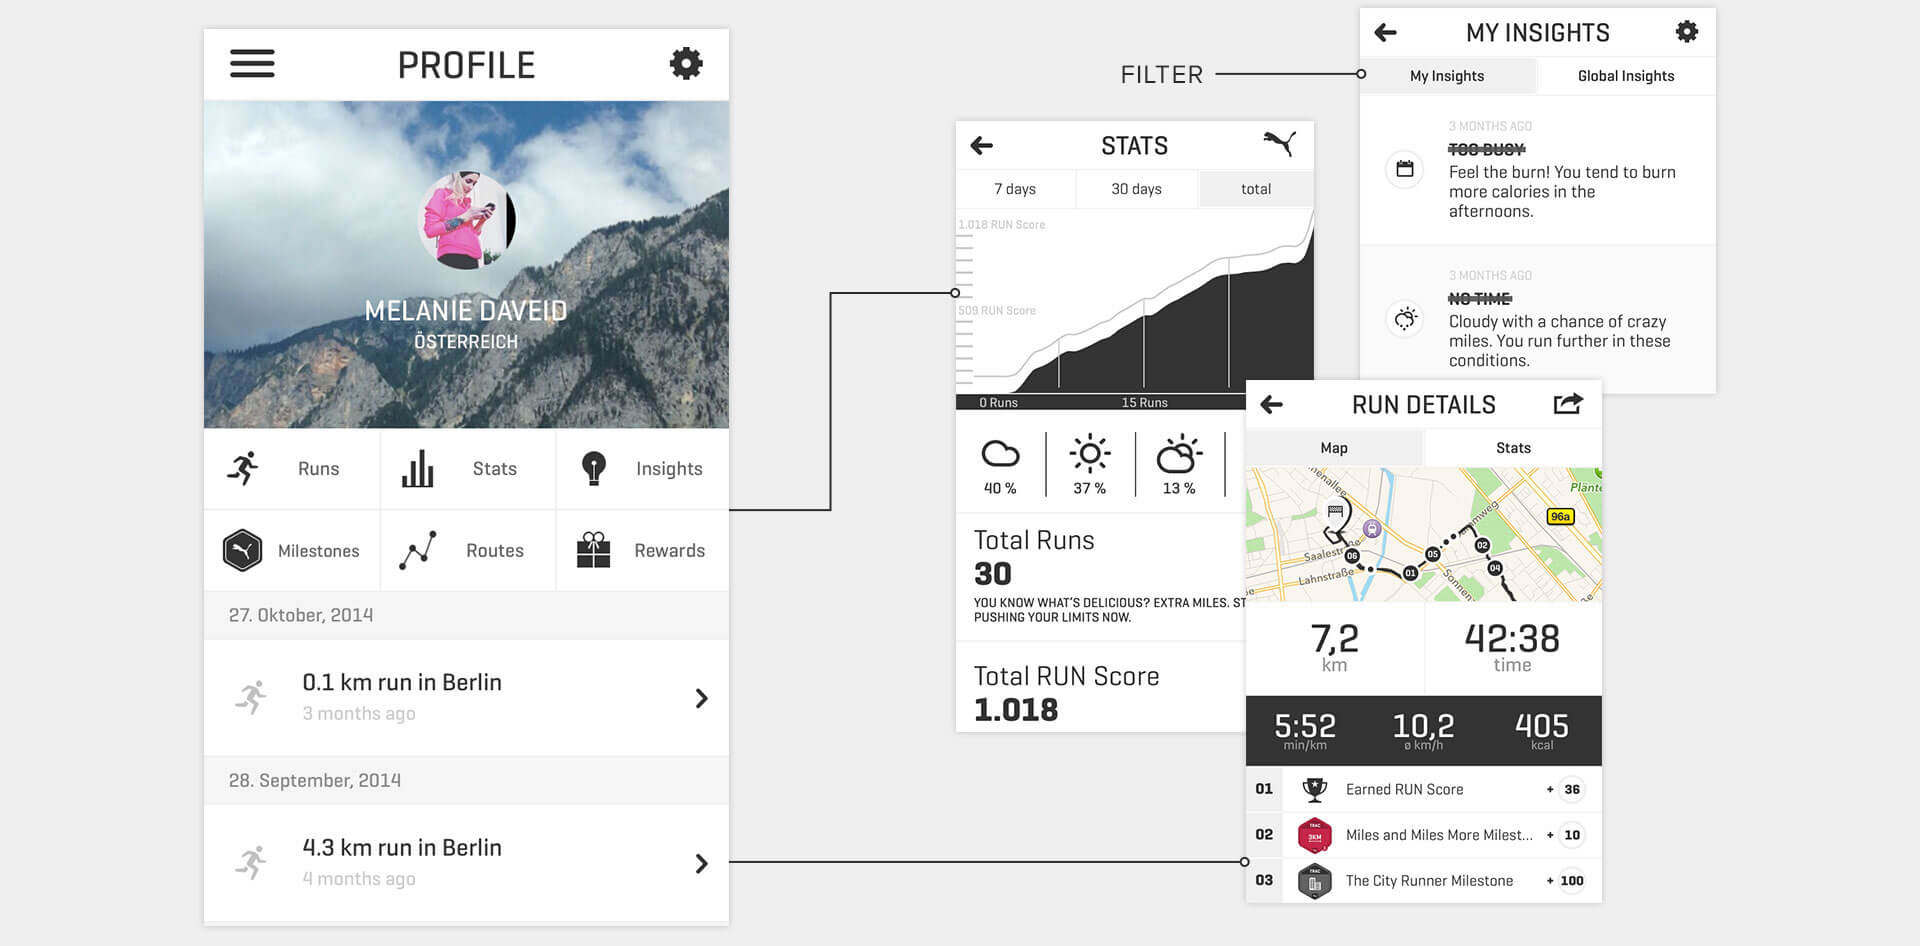 PROFILE
MELANIE DAVEID
ÖSTERREICH
Runs
Stats
Insights
Milestones
Routes
Rewards
27. Oktober, 2014
0.1 km run in Berlin
3 months ago
28. September, 2014
4.3 km run in Berlin
4 months ago
FILTER
STATS
7 days
30 days
total
1.018 RUN Score
509 RUN Score
0 Runs
15 Runs
40 %
37 %
13 %
Total Runs
30
YOU KNOW WHAT'S DELICIOUS? EXTRA MILES. ST
PUSHING YOUR LIMITS NOW.
Total RUN Score
1.018
MY INSIGHTS
My Insights
Global Insights
3 MONTHS AGO
TOO BUSY
Feel the burn! You tend to burn
more calories in the
afternoons.
3 MONTHS AGO
NO TIME
Cloudy with a chance of crazy
miles. You run further in these
conditions.
RUN DETAILS
Map
Stats
Plänte
96a
Saalestra
Lahnstraße
Sonnen
06
01
05
02
04
7,2
km
42:38
time
5:52
min/km
10,2
ø km/h
405
kcal
01
Earned RUN Score
+ 36
02
TRAC
3KM
Miles and Miles More Milest...
+ 10
03
TRAC
The City Runner Milestone
+ 100